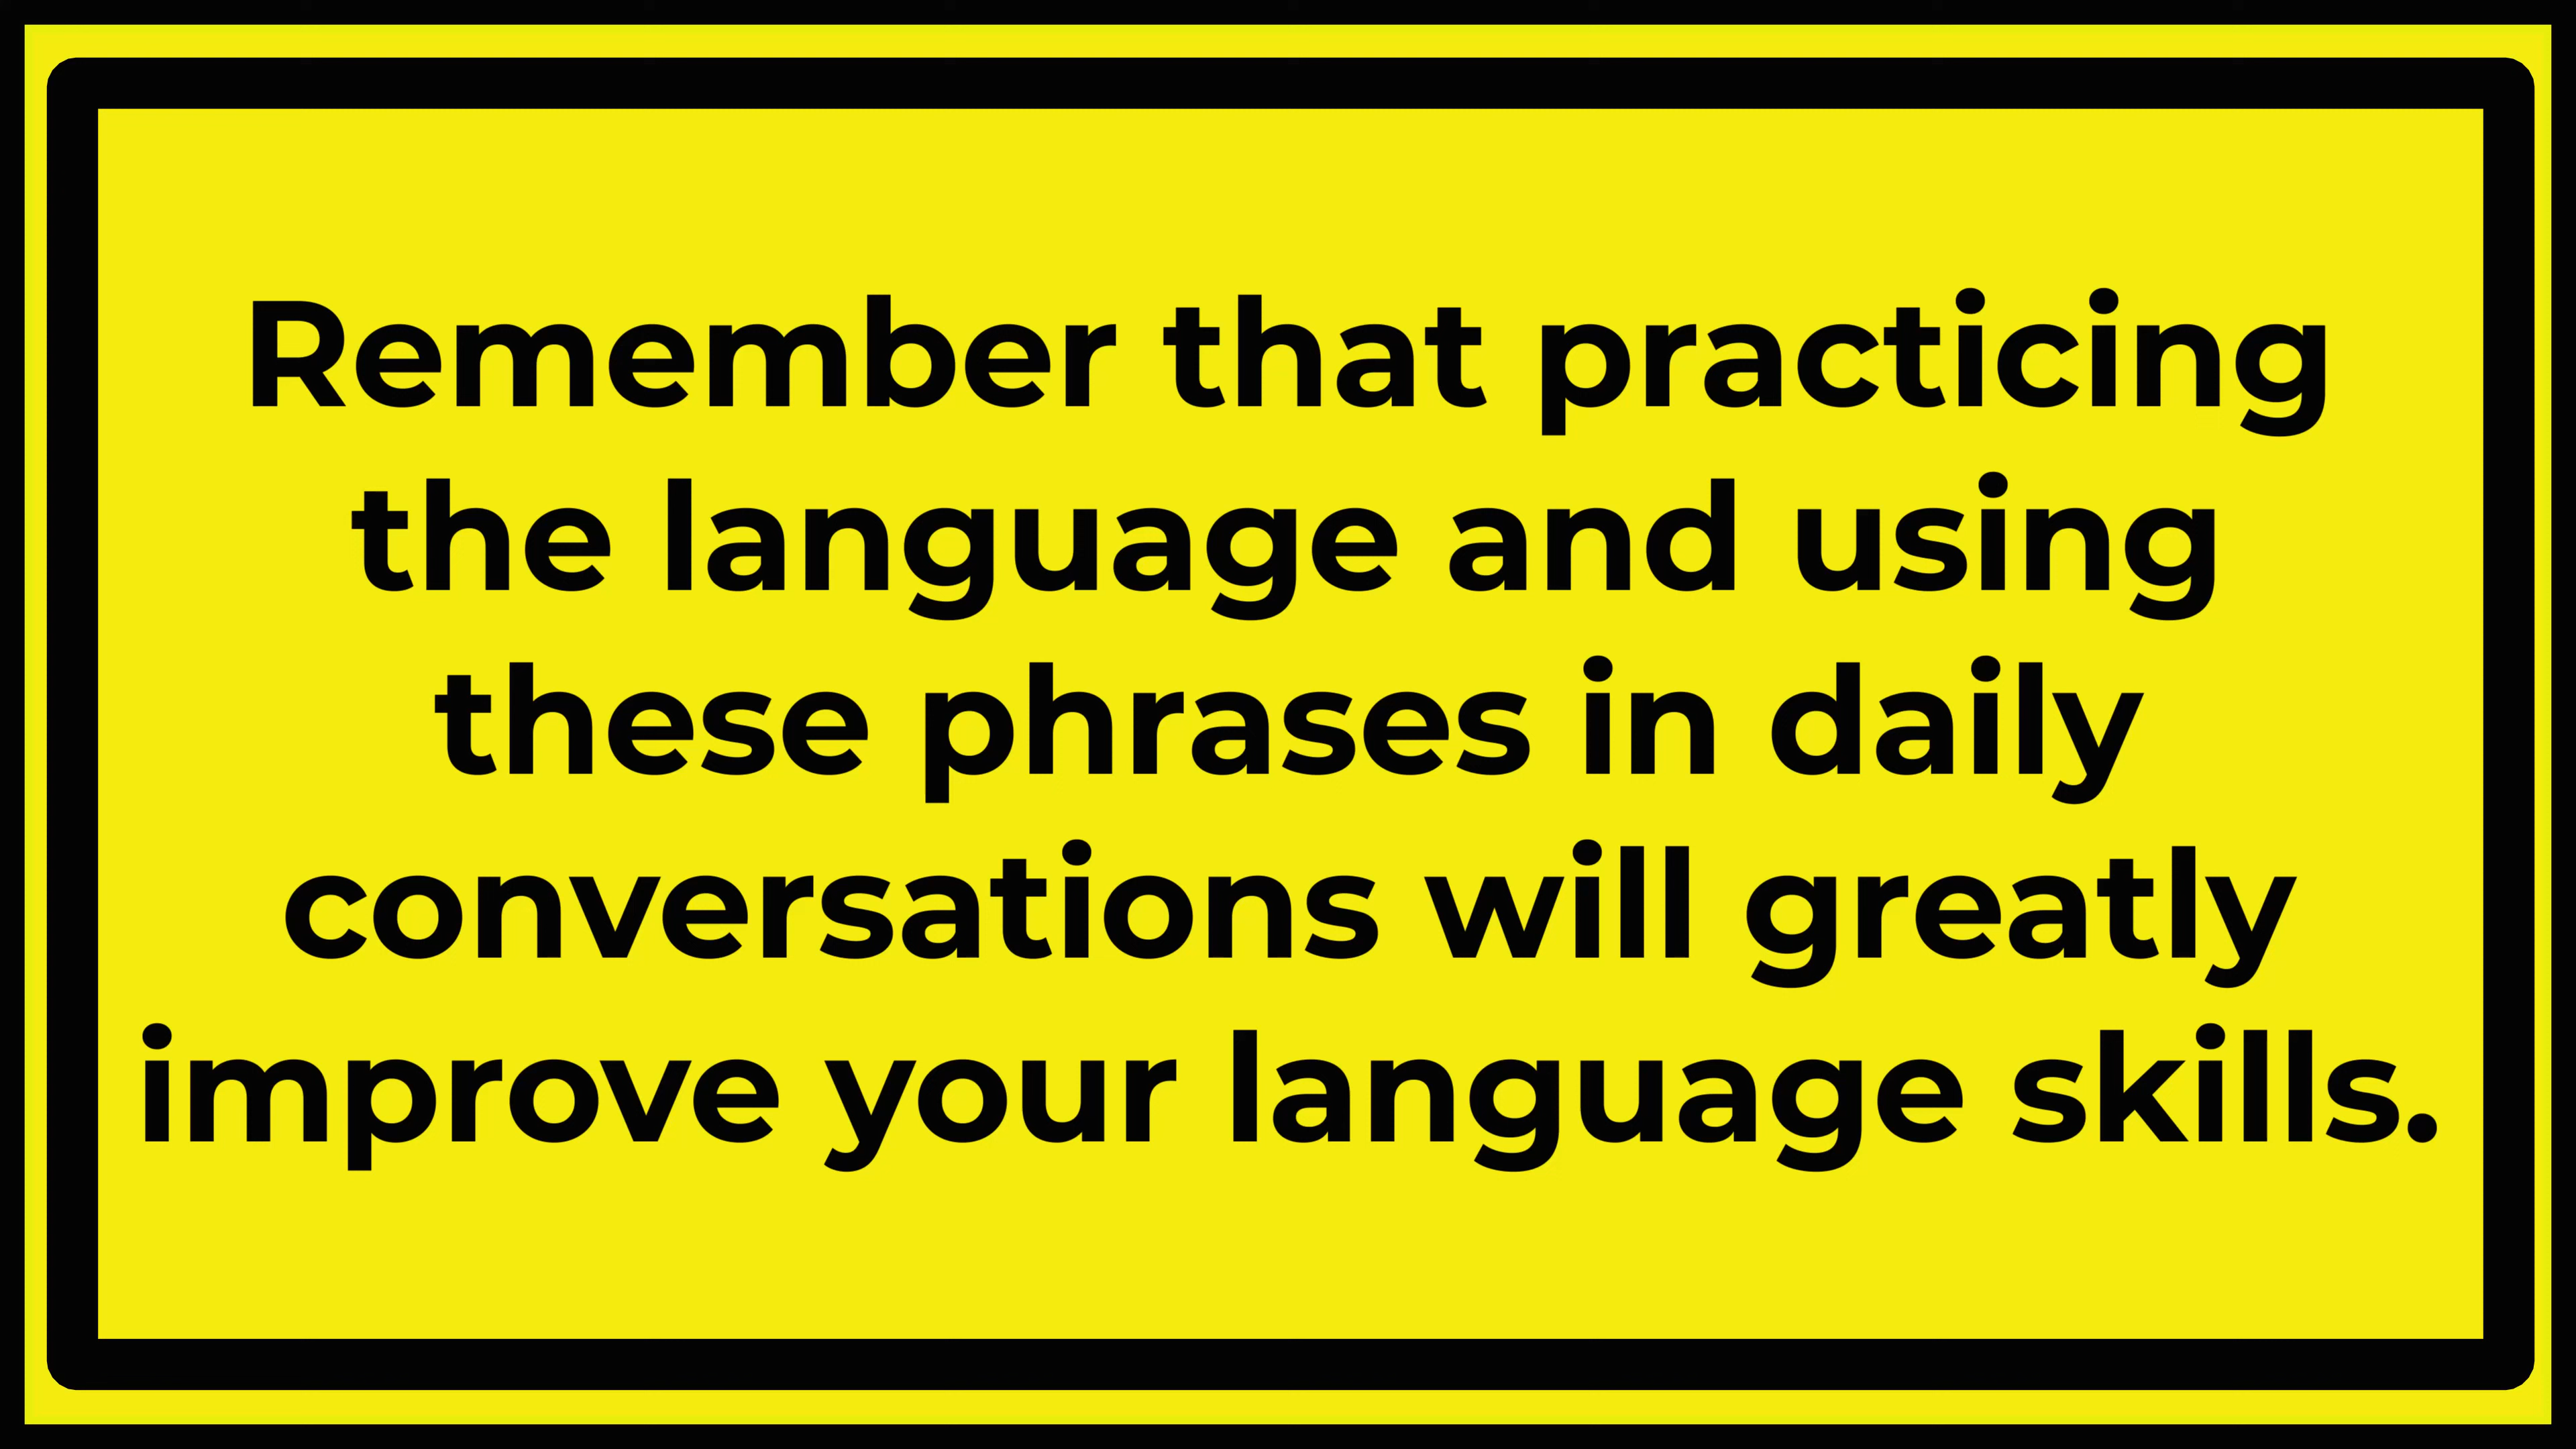 Remember that practicing
the language and using
these phrases in daily
conversations will greatly
improve your language skills.